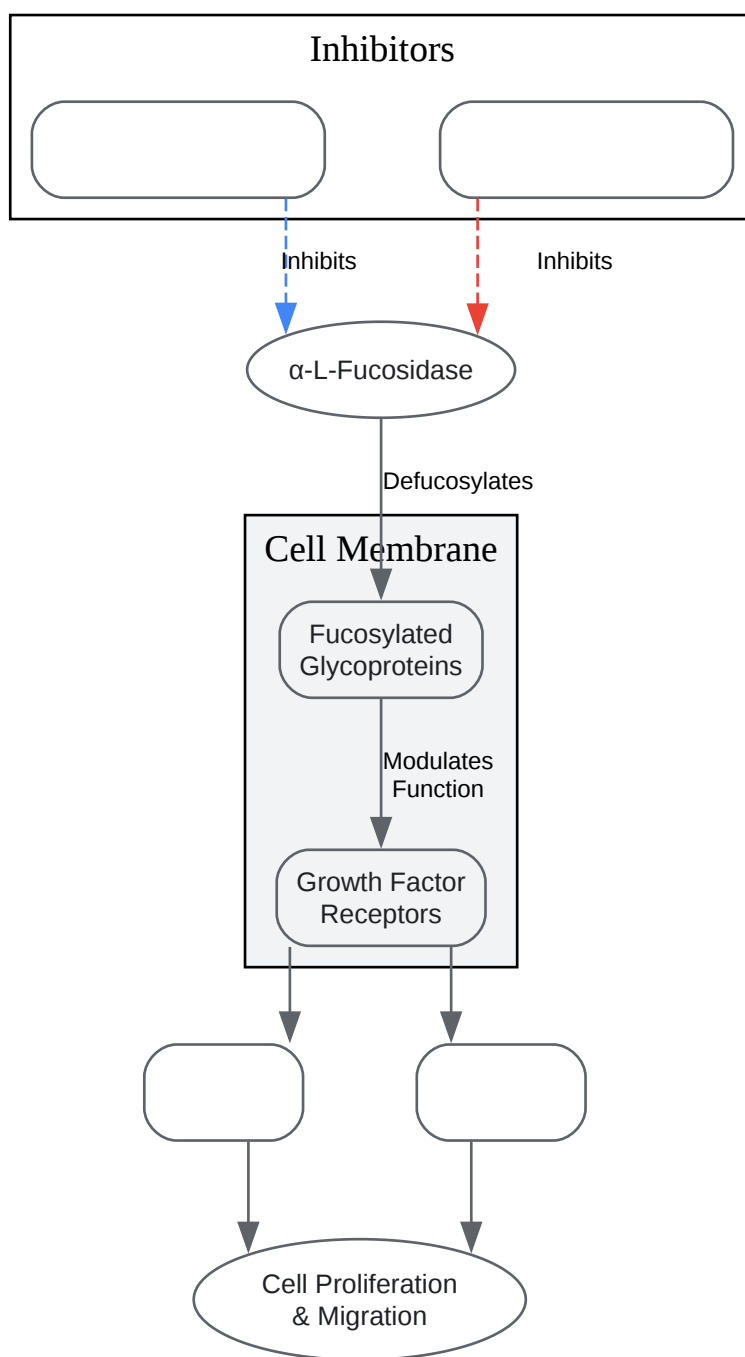 Inhibitors
Inhibits
Inhibits
α-L-Fucosidase
Defucosylates
Cell Membrane
Fucosylated
Glycoproteins
Modulates
Function
Growth Factor
Receptors
Cell Proliferation
& Migration